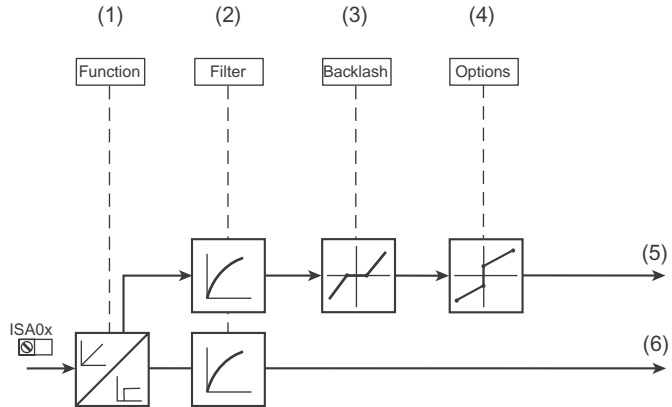 (1) (2) (3) (4)
Function Filter Backlash Options
(5)
ISA0x
(6)